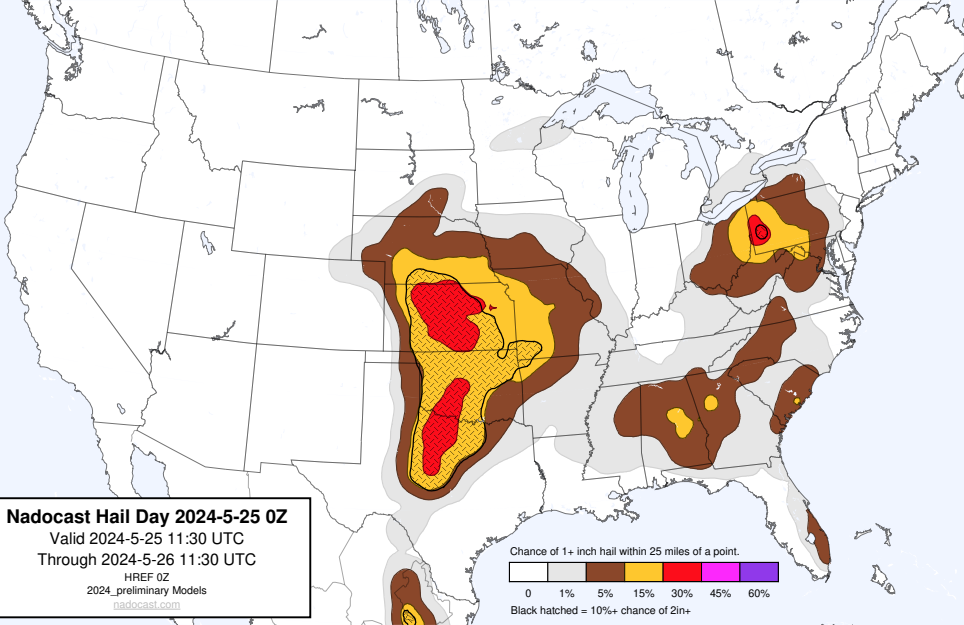 Nadocast Hail Day 2024-5-25 0Z
Valid 2024-5-25 11:30 UTC
Through 2024-5-26 11:30 UTC
HREF 0Z
2024_preliminary Models
nadocast.com
Chance of 1+ inch hail within 25 miles of a point.
0 1% 5% 15% 30% 45% 60%
Black hatched = 10%+ chance of 2in+